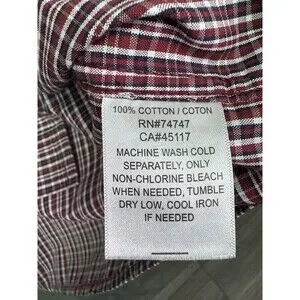 100% COTTON / COTON
RN#74747
CA#45117
MACHINE WASH COLD
SEPARATELY, ONLY
NON-CHLORINE BLEACH
WHEN NEEDED, TUMBLE
DRY LOW, COOL IRON
IF NEEDED